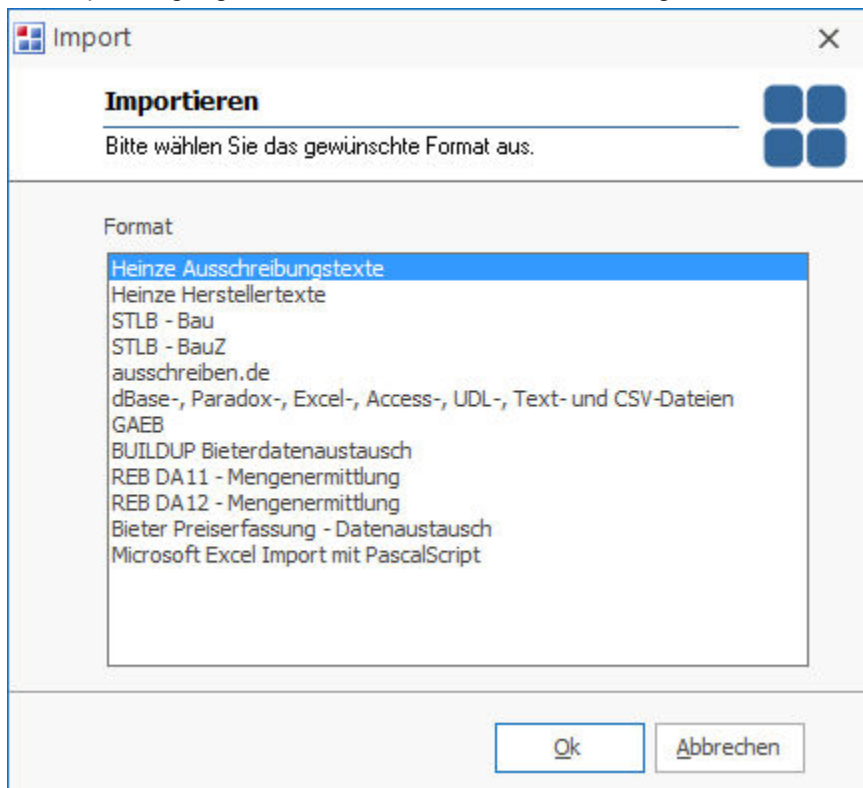 Import
Importieren
Bitte wählen Sie das gewünschte Format aus.
Format
Heinze Ausschreibungstexte
Heinze Herstellertexte
STLB - Bau
STLB - BauZ
ausschreiben.de
dBase-, Paradox-, Excel-, Access-, UDL-, Text- und CSV-Dateien
GAEB
BUILDUP Bieterdatenaustausch
REB DA11 - Mengenermittlung
REB DA12 - Mengenermittlung
Bieter Preiserfassung - Datenaustausch
Microsoft Excel Import mit PascalScript
Ok Abbrechen